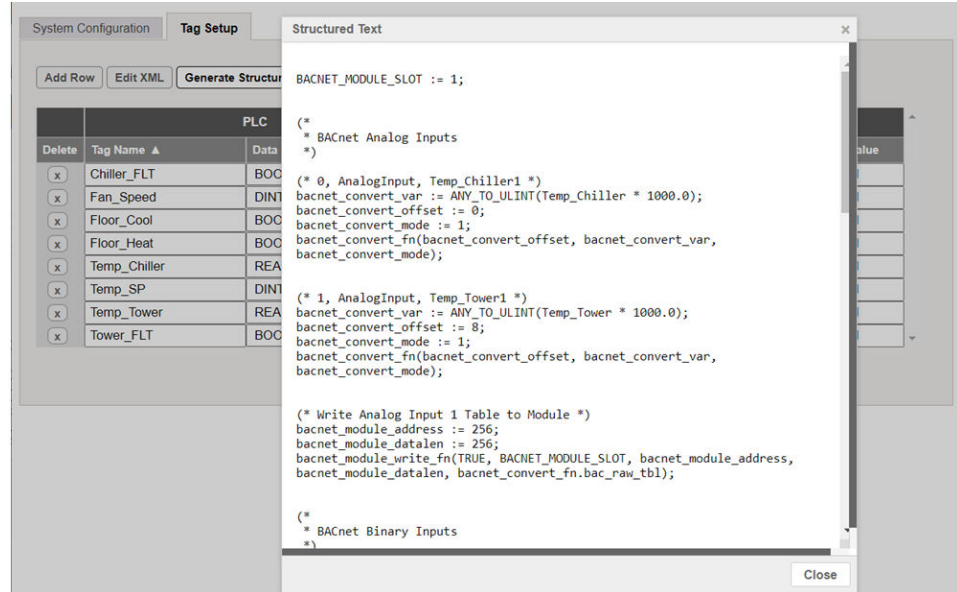 System Configuration
Tag Setup
Structured Text
×
Add Row
Edit XML
Generate Structur
PLC
Delete
Tag Name ▲
Data
alue
x
Chiller_FLT
BOO
x
Fan_Speed
DINT
x
Floor_Cool
BOO
x
Floor_Heat
BOO
x
Temp_Chiller
REA
x
Temp_SP
DINT
x
Temp_Tower
REA
x
Tower_FLT
BOO
BACNET_MODULE_SLOT := 1;
(*
* BACnet Analog Inputs
*)
(* 0, AnalogInput, Temp_Chiller1 *)
bacnet_convert_var := ANY_TO_ULINT(Temp_Chiller * 1000.0);
bacnet_convert_offset := 0;
bacnet_convert_mode := 1;
bacnet_convert_fn(bacnet_convert_offset, bacnet_convert_var,
bacnet_convert_mode);
(* 1, AnalogInput, Temp_Tower1 *)
bacnet_convert_var := ANY_TO_ULINT(Temp_Tower * 1000.0);
bacnet_convert_offset := 8;
bacnet_convert_mode := 1;
bacnet_convert_fn(bacnet_convert_offset, bacnet_convert_var,
bacnet_convert_mode);
(* Write Analog Input 1 Table to Module *)
bacnet_module_address := 256;
bacnet_module_datalen := 256;
bacnet_module_write_fn(TRUE, BACNET_MODULE_SLOT, bacnet_module_address,
bacnet_module_datalen, bacnet_convert_fn.bac_raw_tbl);
(*
* BACnet Binary Inputs
*)
Close